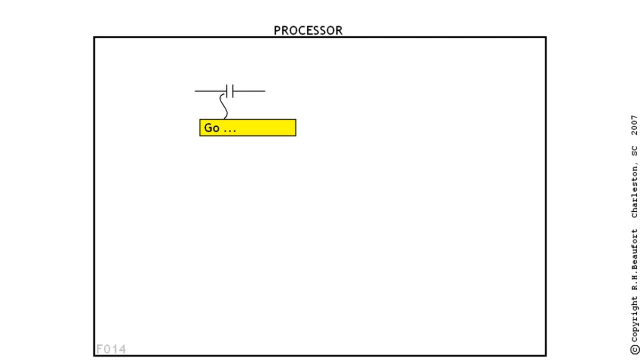 PROCESSOR
Go ...
F014
© Copyright R.H.Beaufort Charleston, SC 2007